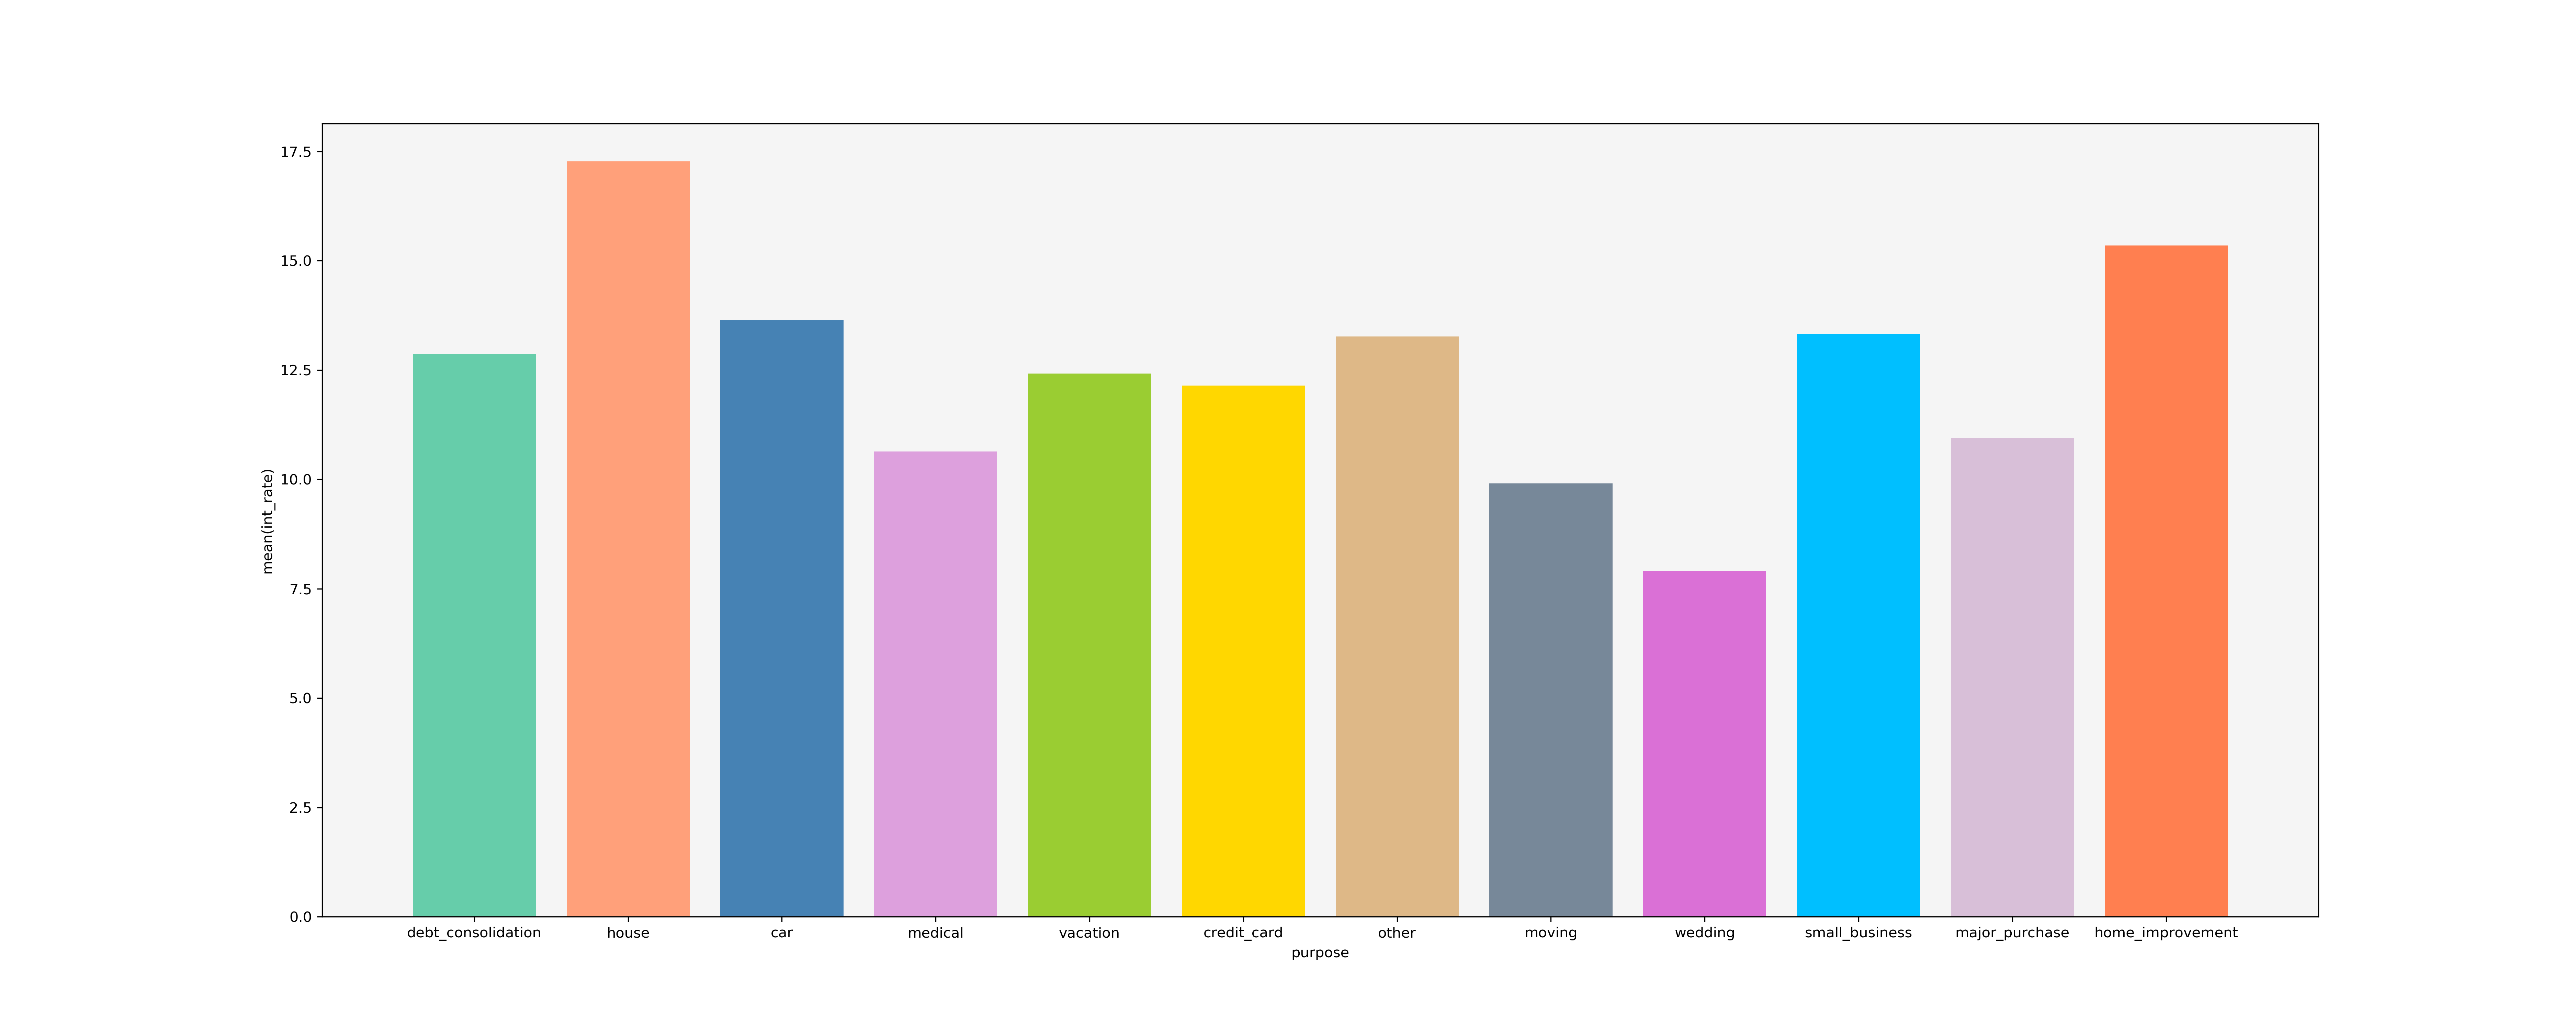 17.5
15.0
12.5
10.0
7.5
5.0
2.5
0.0
mean(int_rate)
debt_consolidation house car medical vacation credit_card other moving wedding small_business major_purchase home_improvement
purpose